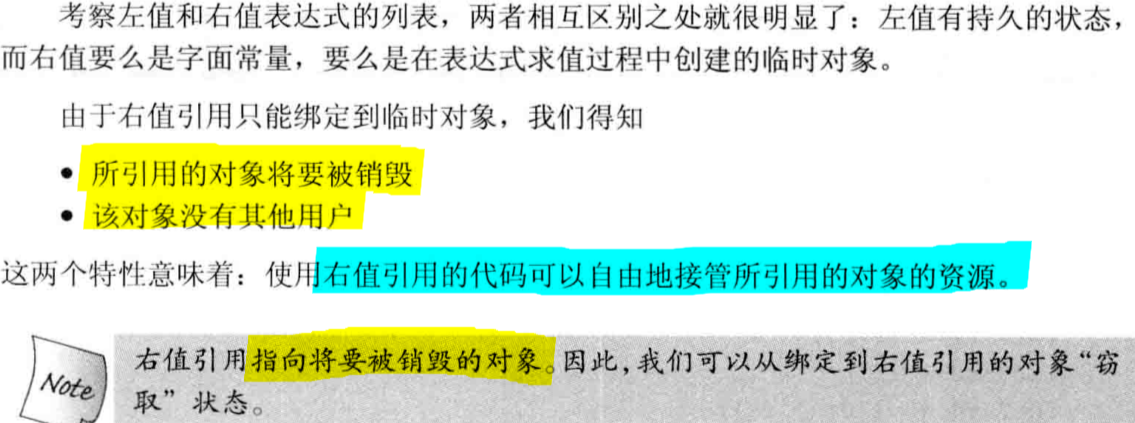 考察左值和右值表达式的列表，两者相互区别之处就很明显了：左值有持久的状态，
而右值要么是字面常量，要么是在表达式求值过程中创建的临时对象。
由于右值引用只能绑定到临时对象，我们得知
• 所引用的对象将要被销毁
• 该对象没有其他用户
这两个特性意味着：使用右值引用的代码可以自由地接管所引用的对象的资源。
Note
右值引用指向将要被销毁的对象。因此，我们可以从绑定到右值引用的对象“窃
取”状态。